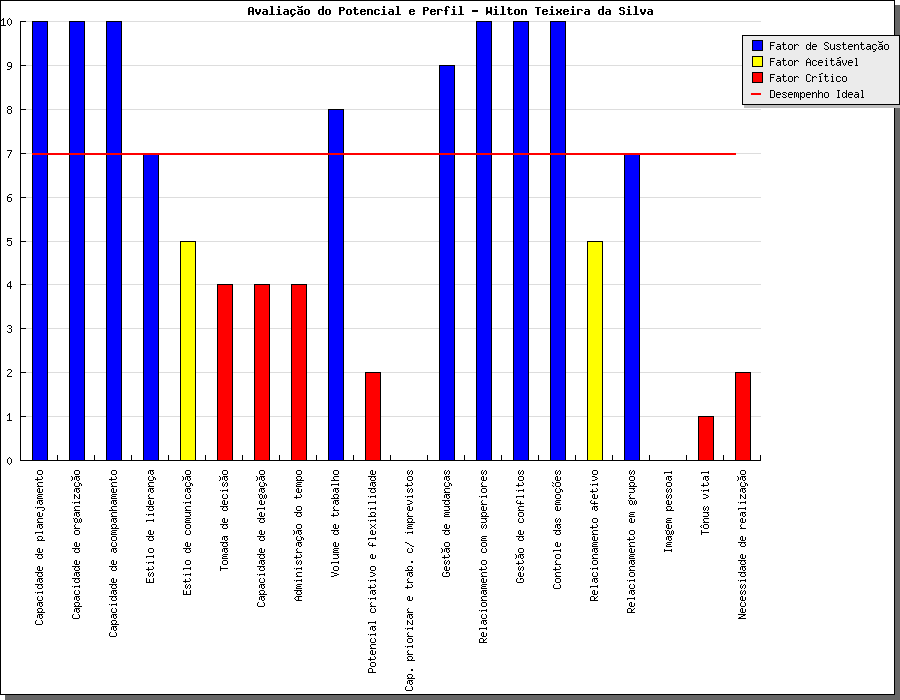 Avaliação do Potencial e Perfil - Wilton Teixeira da Silva
Fator de Sustentação
Fator Aceitável
Fator Crítico
Desempenho Ideal
10
9
8
7
6
5
4
3
2
1
0
Capacidade de planejamento
Capacidade de organização
Capacidade de acompanhamento
Estilo de liderança
Estilo de comunicação
Tomada de decisão
Capacidade de delegação
Administração do tempo
Volume de trabalho
Potencial criativo e flexibilidade
Cap. priorizar e trab. c/ imprevistos
Gestão de mudanças
Relacionamento com superiores
Gestão de conflitos
Controle das emoções
Relacionamento afetivo
Relacionamento em grupos
Imagem pessoal
Tônus vital
Necessidade de realização